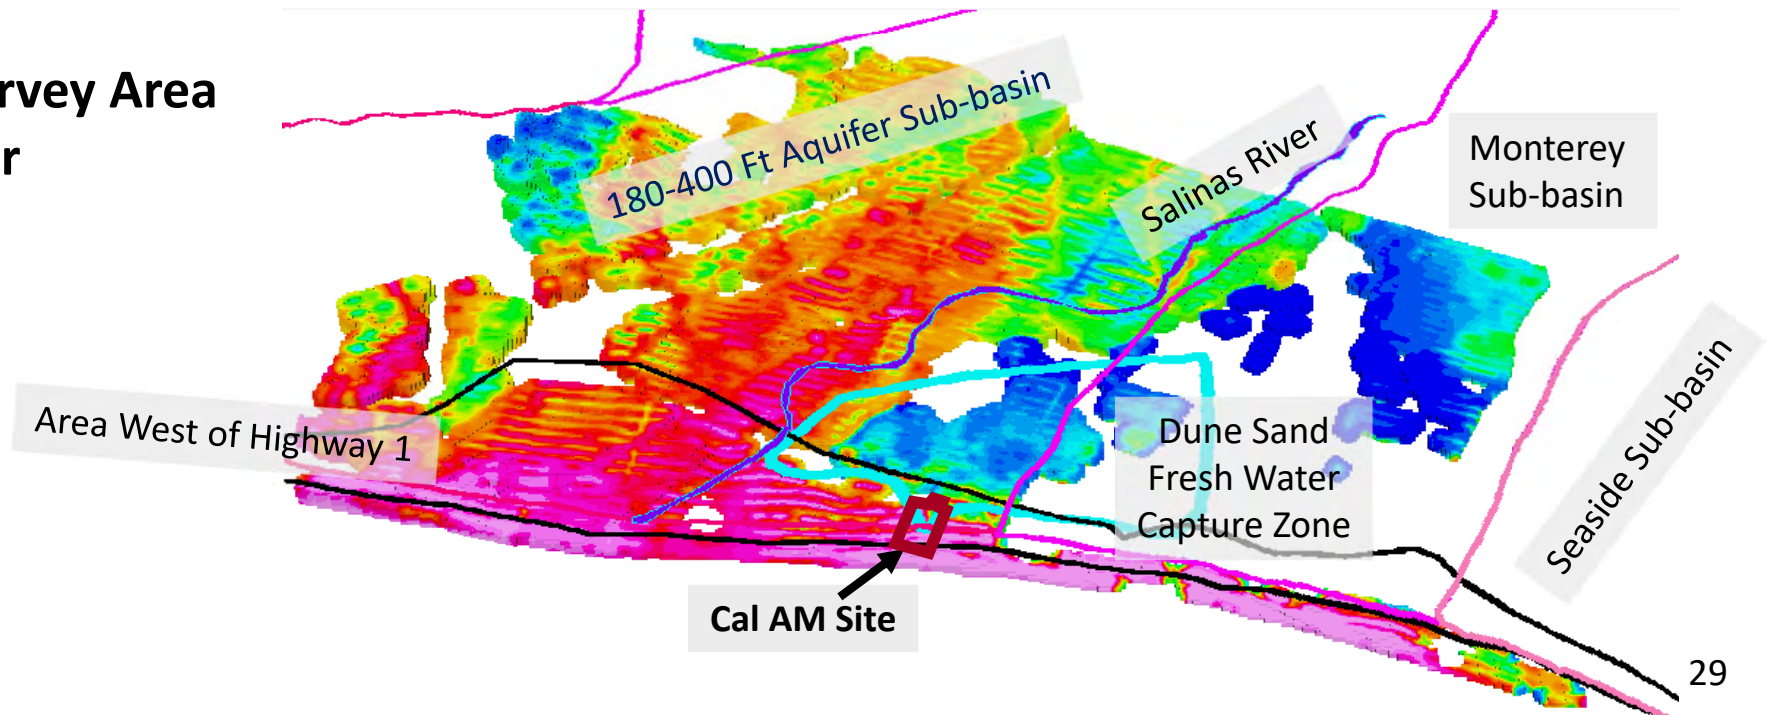 rvey Area
r
180-400 Ft Aquifer Sub-basin
Salinas River
Monterey
Sub-basin
Area West of Highway 1
Dune Sand
Fresh Water
Capture Zone
Seaside Sub-basin
Cal AM Site
29